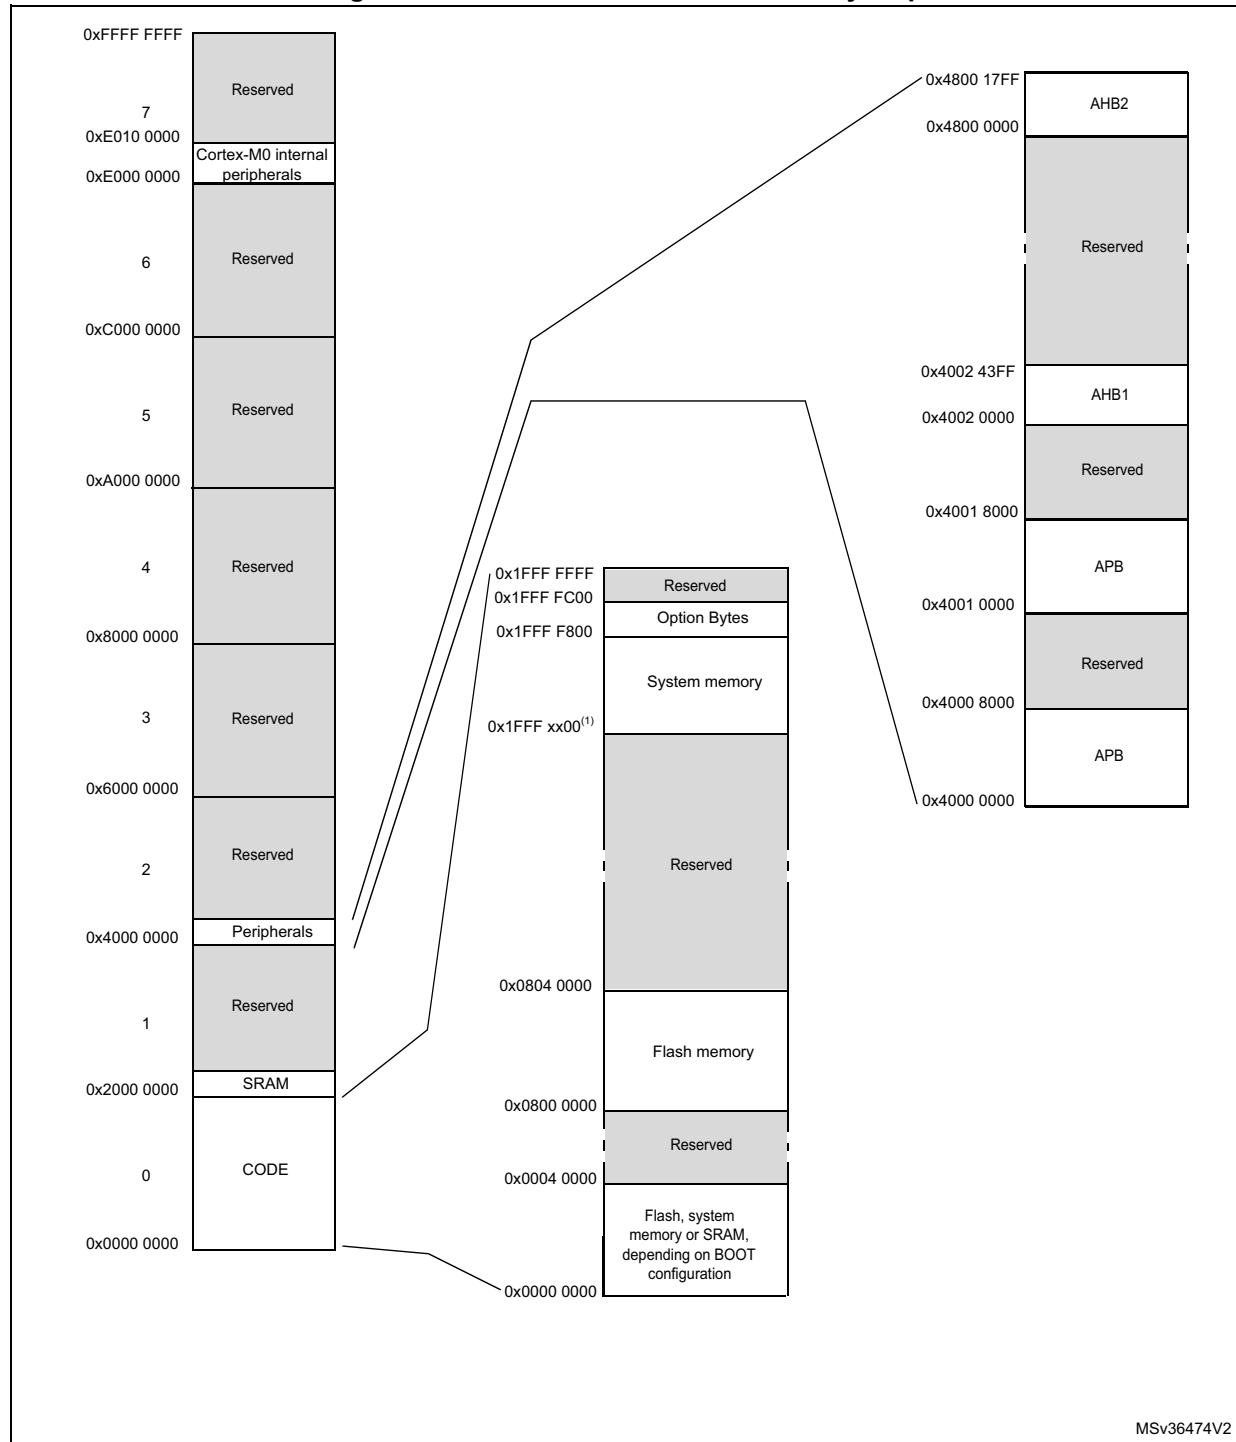 0xFFFF FFFF
Reserved
7
0xE010 0000
Cortex-M0 internal
peripherals
0xE000 0000
Reserved
6
0xC000 0000
Reserved
5
0xA000 0000
Reserved
4
0x8000 0000
Reserved
3
0x6000 0000
Reserved
2
Peripherals
0x4000 0000
Reserved
1
SRAM
0x2000 0000
CODE
0
0x0000 0000
0x1FFF FFFF
Reserved
0x1FFF FC00
Option Bytes
0x1FFF F800
System memory
0x1FFF xx00(1)
Reserved
0x0804 0000
Flash memory
0x0800 0000
Reserved
0x0004 0000
Flash, system
memory or SRAM,
depending on BOOT
configuration
0x0000 0000
0x4800 17FF
AHB2
0x4800 0000
Reserved
0x4002 43FF
AHB1
0x4002 0000
Reserved
0x4001 8000
APB
0x4001 0000
Reserved
0x4000 8000
APB
0x4000 0000
MSv36474V2